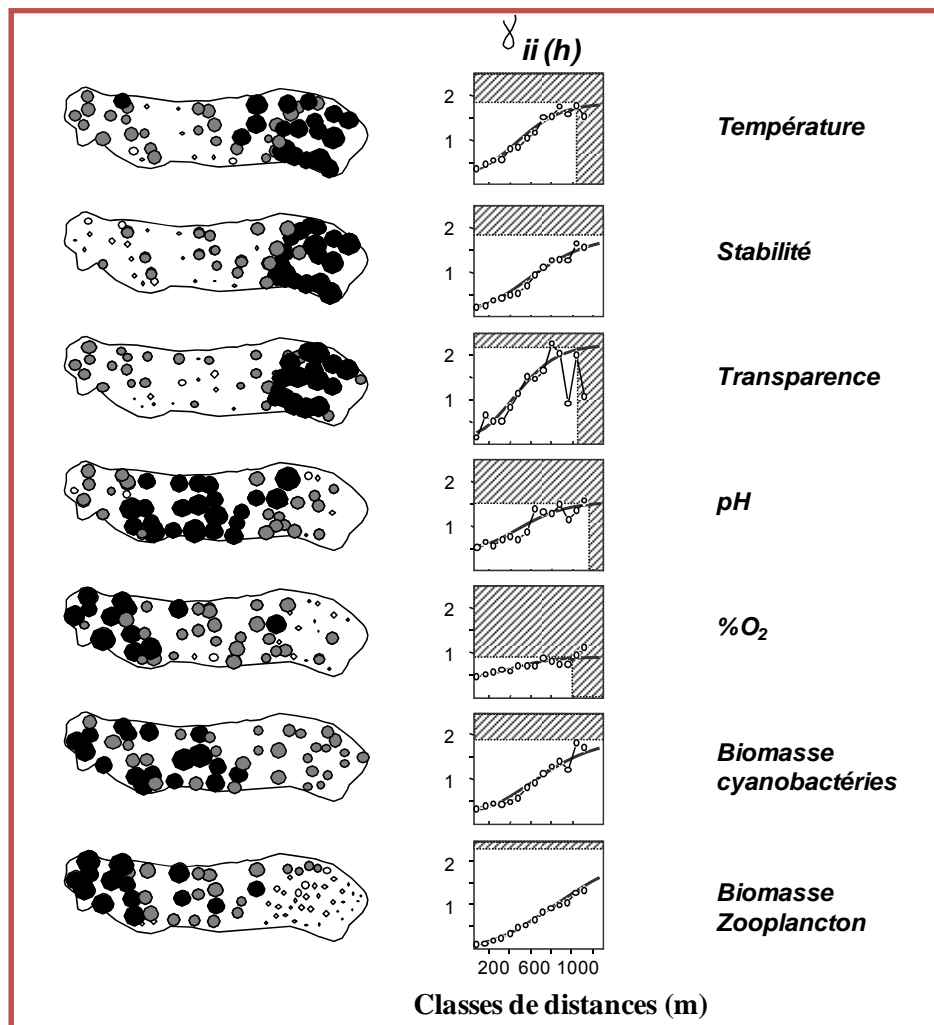 γ ii (h)
2
1
Température
2
1
Stabilité
2
1
Transparence
2
1
pH
2
1
%O₂
2
1
Biomasse
cyanobactéries
2
1
Biomasse
Zooplancton
200 600 1000
Classes de distances (m)